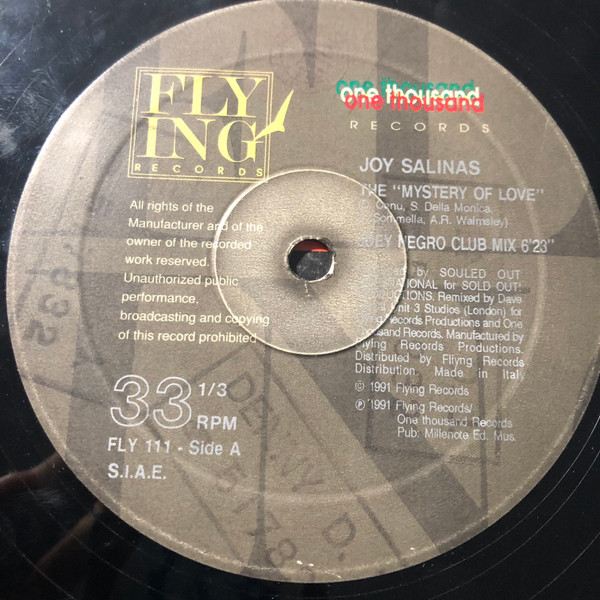 FLY
ING
RECORDS
one thousand
one thousand
one thousand
RECORDS
JOY SALINAS
THE "MYSTERY OF LOVE"
S. Della Monica
A.R. Walmsley)
NEGRO CLUB MIX 6'23"
by SOULED OUT
for SOLD OUT
Remixed by Dave
3 Studios (London) for
Records Productions and One
Records. Manufactured by
Flying Records Productions.
Distributed by Fliyng Records
Distribution. Made in Italy
© 1991 Flying Records
℗ 1991 Flying Records/
One thousand Records
Pub: Millenote Ed. Mus.
All rights of the
Manufacturer and of the
owner of the recorded
work reserved.
Unauthorized public
performance,
broadcasting and copying
of this record prohibited
33 1/3
RPM
FLY 111 - Side A
S.I.A.E.